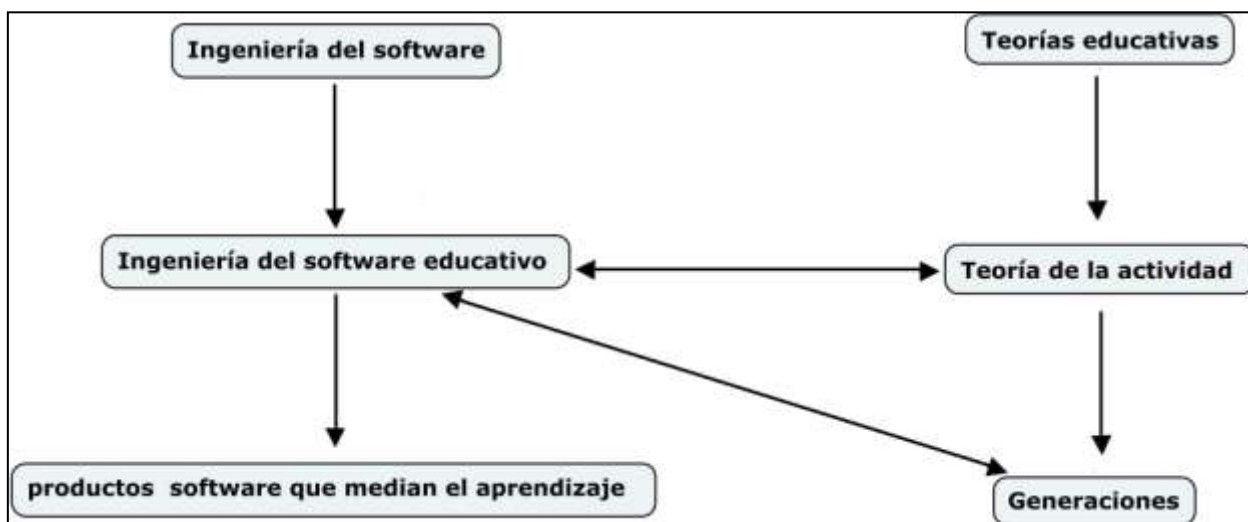 Ingeniería del software
Teorías educativas
Ingeniería del software educativo
Teoría de la actividad
productos software que median el aprendizaje
Generaciones